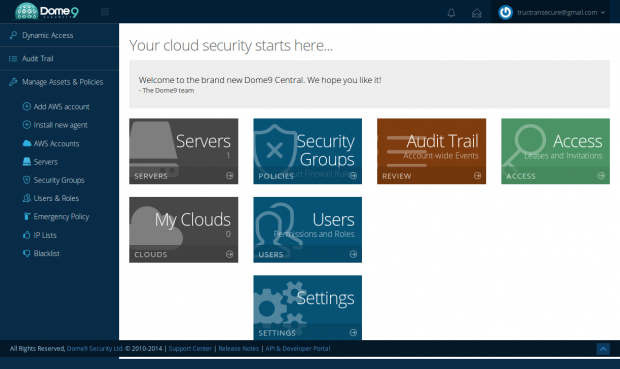 Dome9
SECURITY
tructransecure@gmail.com
Dynamic Access
Audit Trail
Manage Assets & Policies
Add AWS account
Install new agent
AWS Accounts
Servers
Security Groups
Users & Roles
Emergency Policy
IP Lists
Blacklist
Your cloud security starts here...
Welcome to the brand new Dome9 Central. We hope you like it!
- The Dome9 team
Servers
1
SERVERS
Security
Groups
Cloud Firewall Rules
POLICIES
Audit Trail
Account-wide Events
REVIEW
Access
Leases and Invitations
ACCESS
My Clouds
0
CLOUDS
Users
Permissions and Roles
USERS
Settings
SETTINGS
All Rights Reserved, Dome9 Security Ltd. © 2010-2014 | Support Center | Release Notes | API & Developer Portal